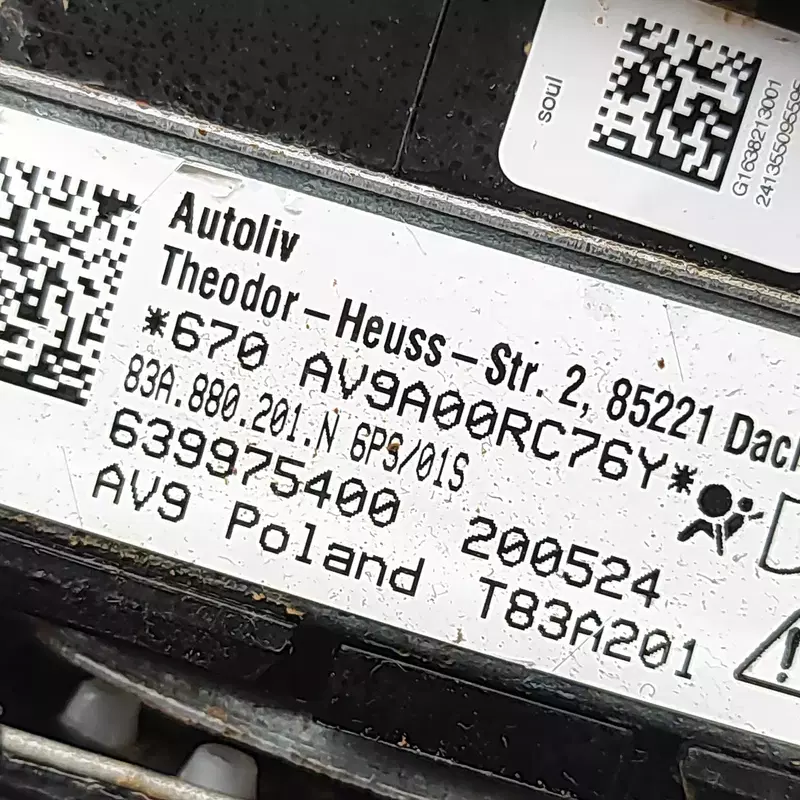 soul
G1638213001
Autoliv
Theodor-Heuss-Str. 2, 85221
*670 AV9A00RC76Y*
83A.880.201.N 6PS/01S
639975400 200524
AV9 Poland T83A201